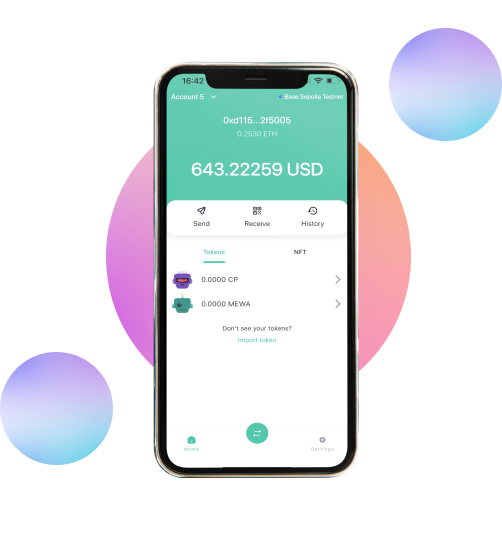 16:42
Account 5
Base Sepolia Testnet
0xd115...2f5005
0.2530 ETH
643.22259 USD
Send
Receive
History
Tokens
NFT
0.0000 CP
0.0000 MEWA
Don't see your tokens?
Import token
Home
Settings